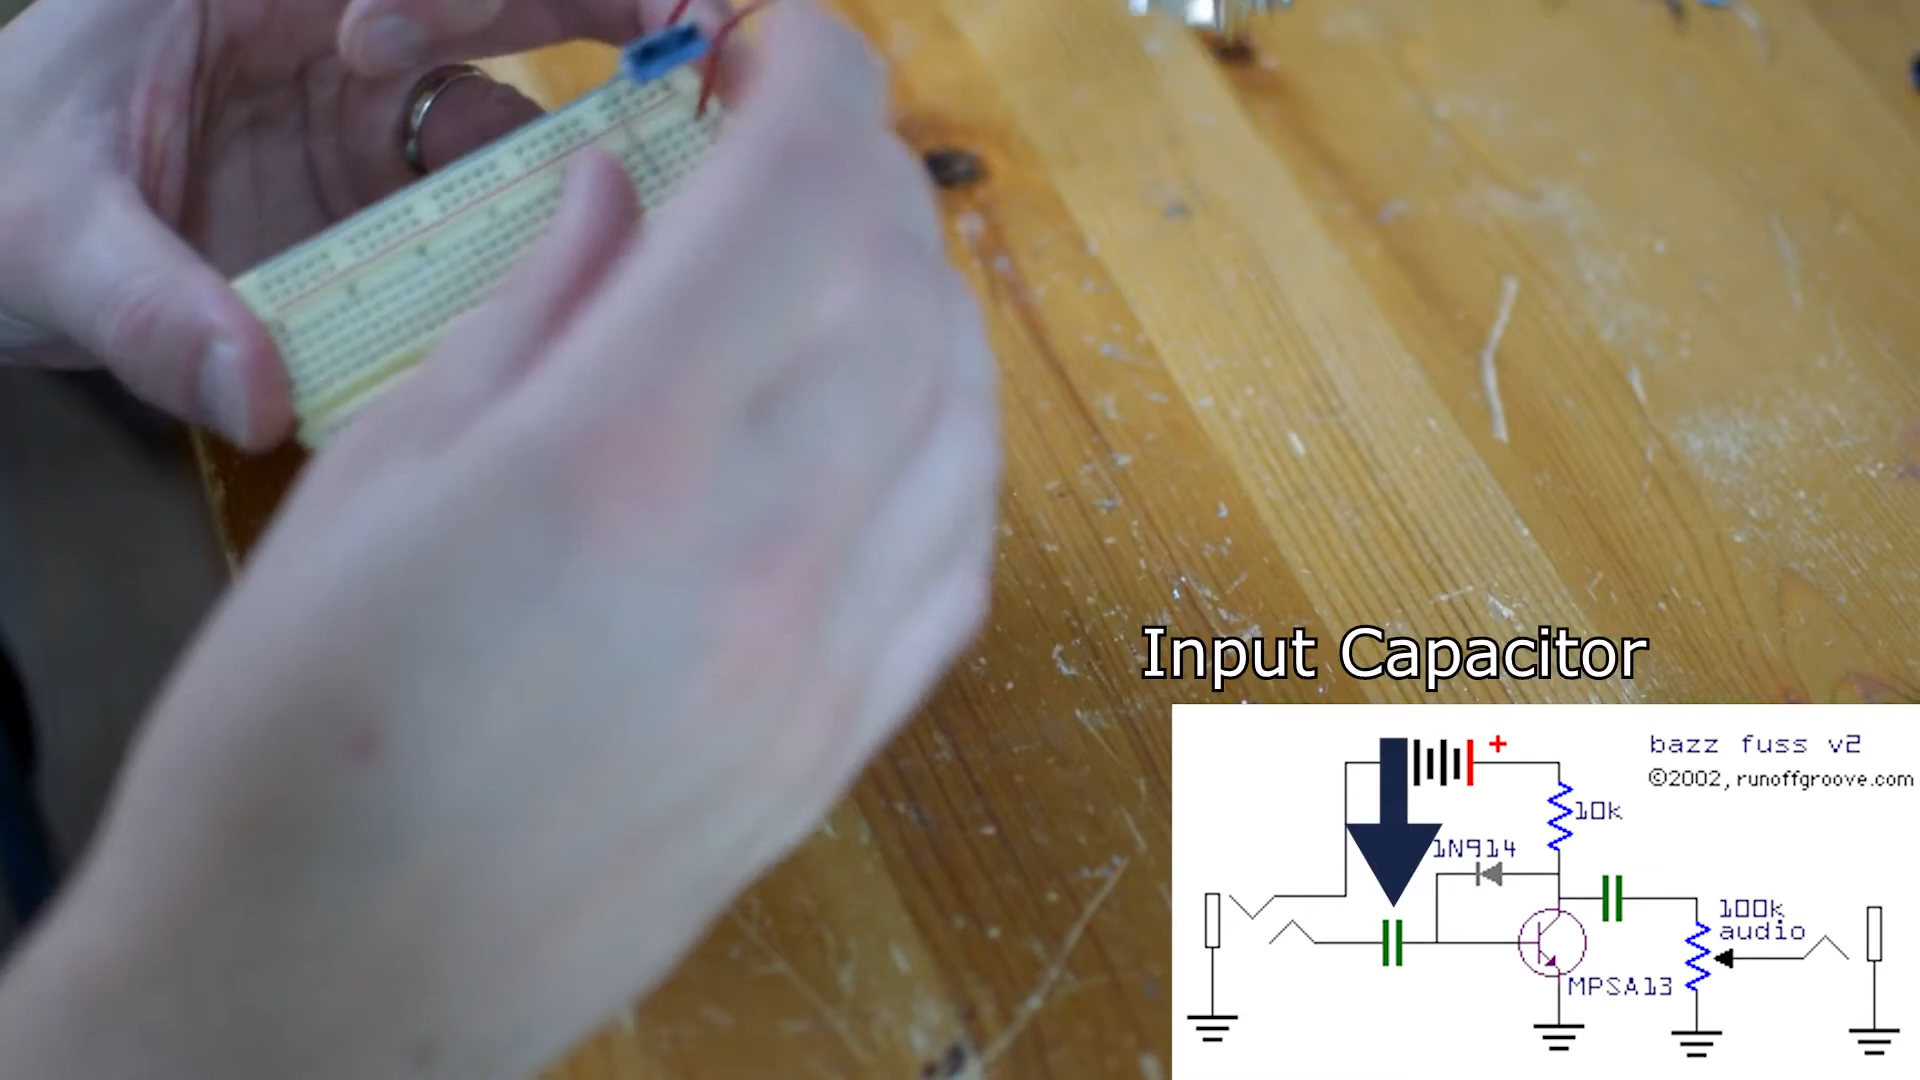 Input Capacitor
+
bazz fuss v2
©2002, runoffgroove.com
10k
1N914
100k
audio
MPSA13